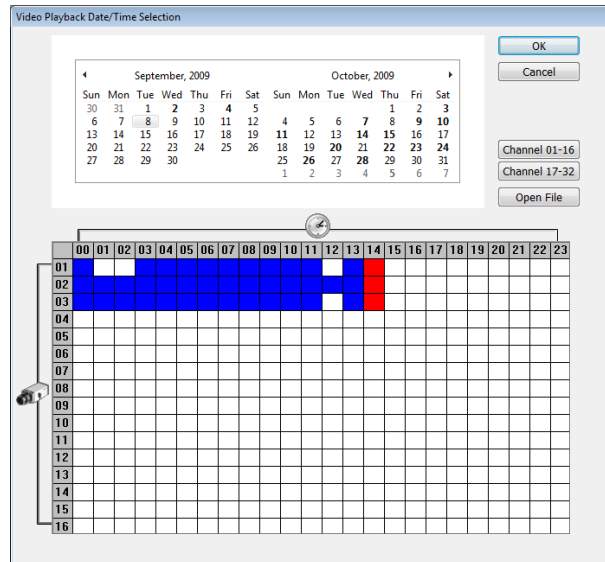 Video Playback Date/Time Selection
OK
Cancel
September, 2009 October, 2009
Sun Mon Tue Wed Thu Fri Sat Sun Mon Tue Wed Thu Fri Sat
30 31 1 2 3 4 5 1 2 3
6 7 8 9 10 11 12 4 5 6 7 8 9 10
13 14 15 16 17 18 19 11 12 13 14 15 16 17
20 21 22 23 24 25 26 18 19 20 21 22 23 24
27 28 29 30 25 26 27 28 29 30 31
1 2 3 4 5 6 7
Channel 01-16
Channel 17-32
Open File
00 01 02 03 04 05 06 07 08 09 10 11 12 13 14 15 16 17 18 19 20 21 22 23
01
02
03
04
05
06
07
08
09
10
11
12
13
14
15
16